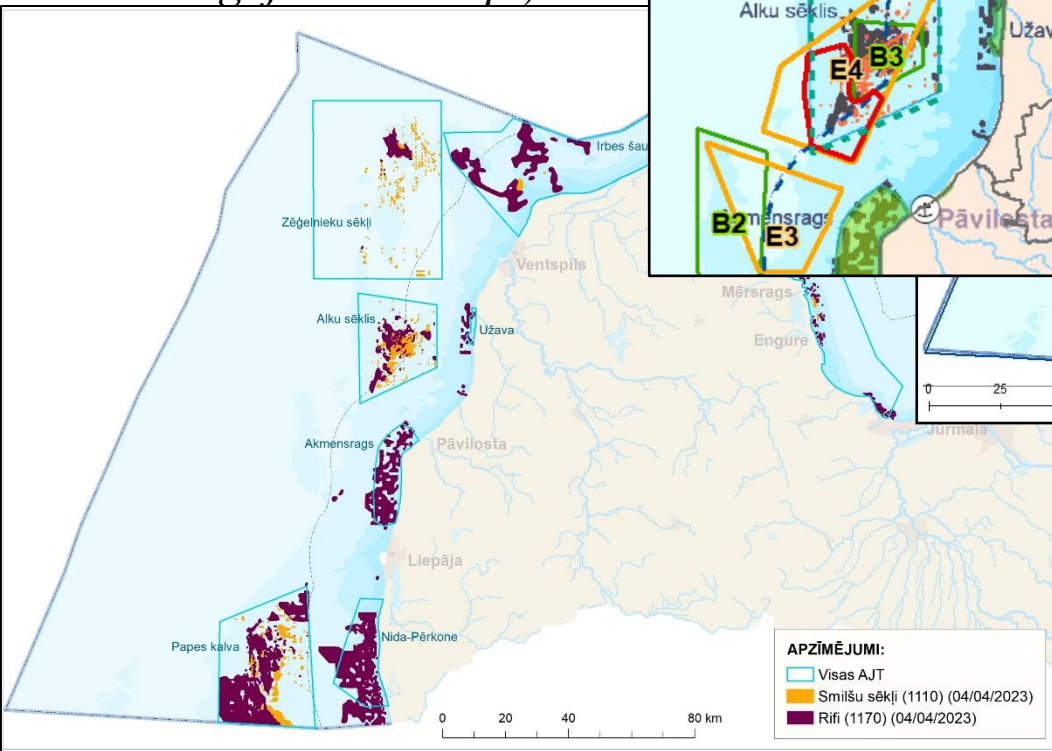 Alku sēklis
B3
E4
B2
E3
Pāvilosta
Irbes šau
Zēģelnieku sēkļi
Ventspils
Mērsrags
Engure
Alku sēklis
Užava
Akmensrags
Pāvilosta
Jūrmala
Liepāja
Papes kalva
Nida-Pērkone
0 25
0 20 40 80 km
APZĪMĒJUMI:
Visas AJT
Smilšu sēkļi (1110) (04/04/2023)
Rifi (1170) (04/04/2023)